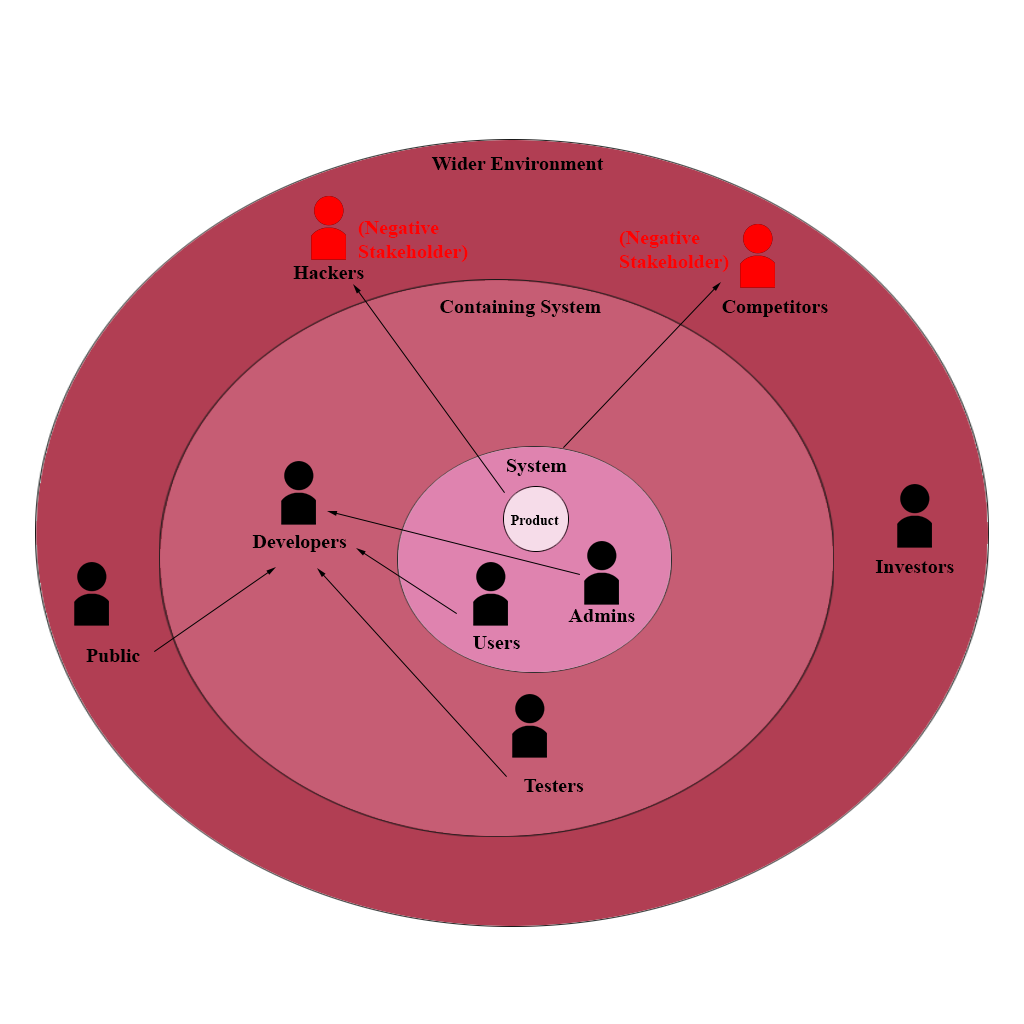 Wider Environment
(Negative
Stakeholder)
Hackers
(Negative
Stakeholder)
Competitors
Containing System
System
Product
Developers
Users
Admins
Investors
Public
Testers